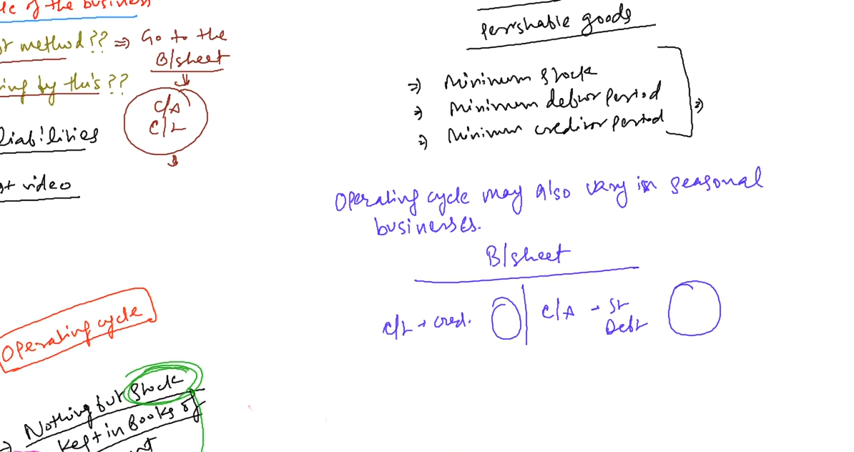 le of the business
method?? => Go to the
B/sheet
ing by this??
C/A
C/L
liabilities
video
Perishable goods
=> Minimum stock
=> Minimum debtor period
=> Minimum creditor period
Operating cycle may also vary in seasonal
businesses.
B/sheet
C/L → cred. C/A → St
Debt
Operating cycle
Nothing but stock
kept in Books of